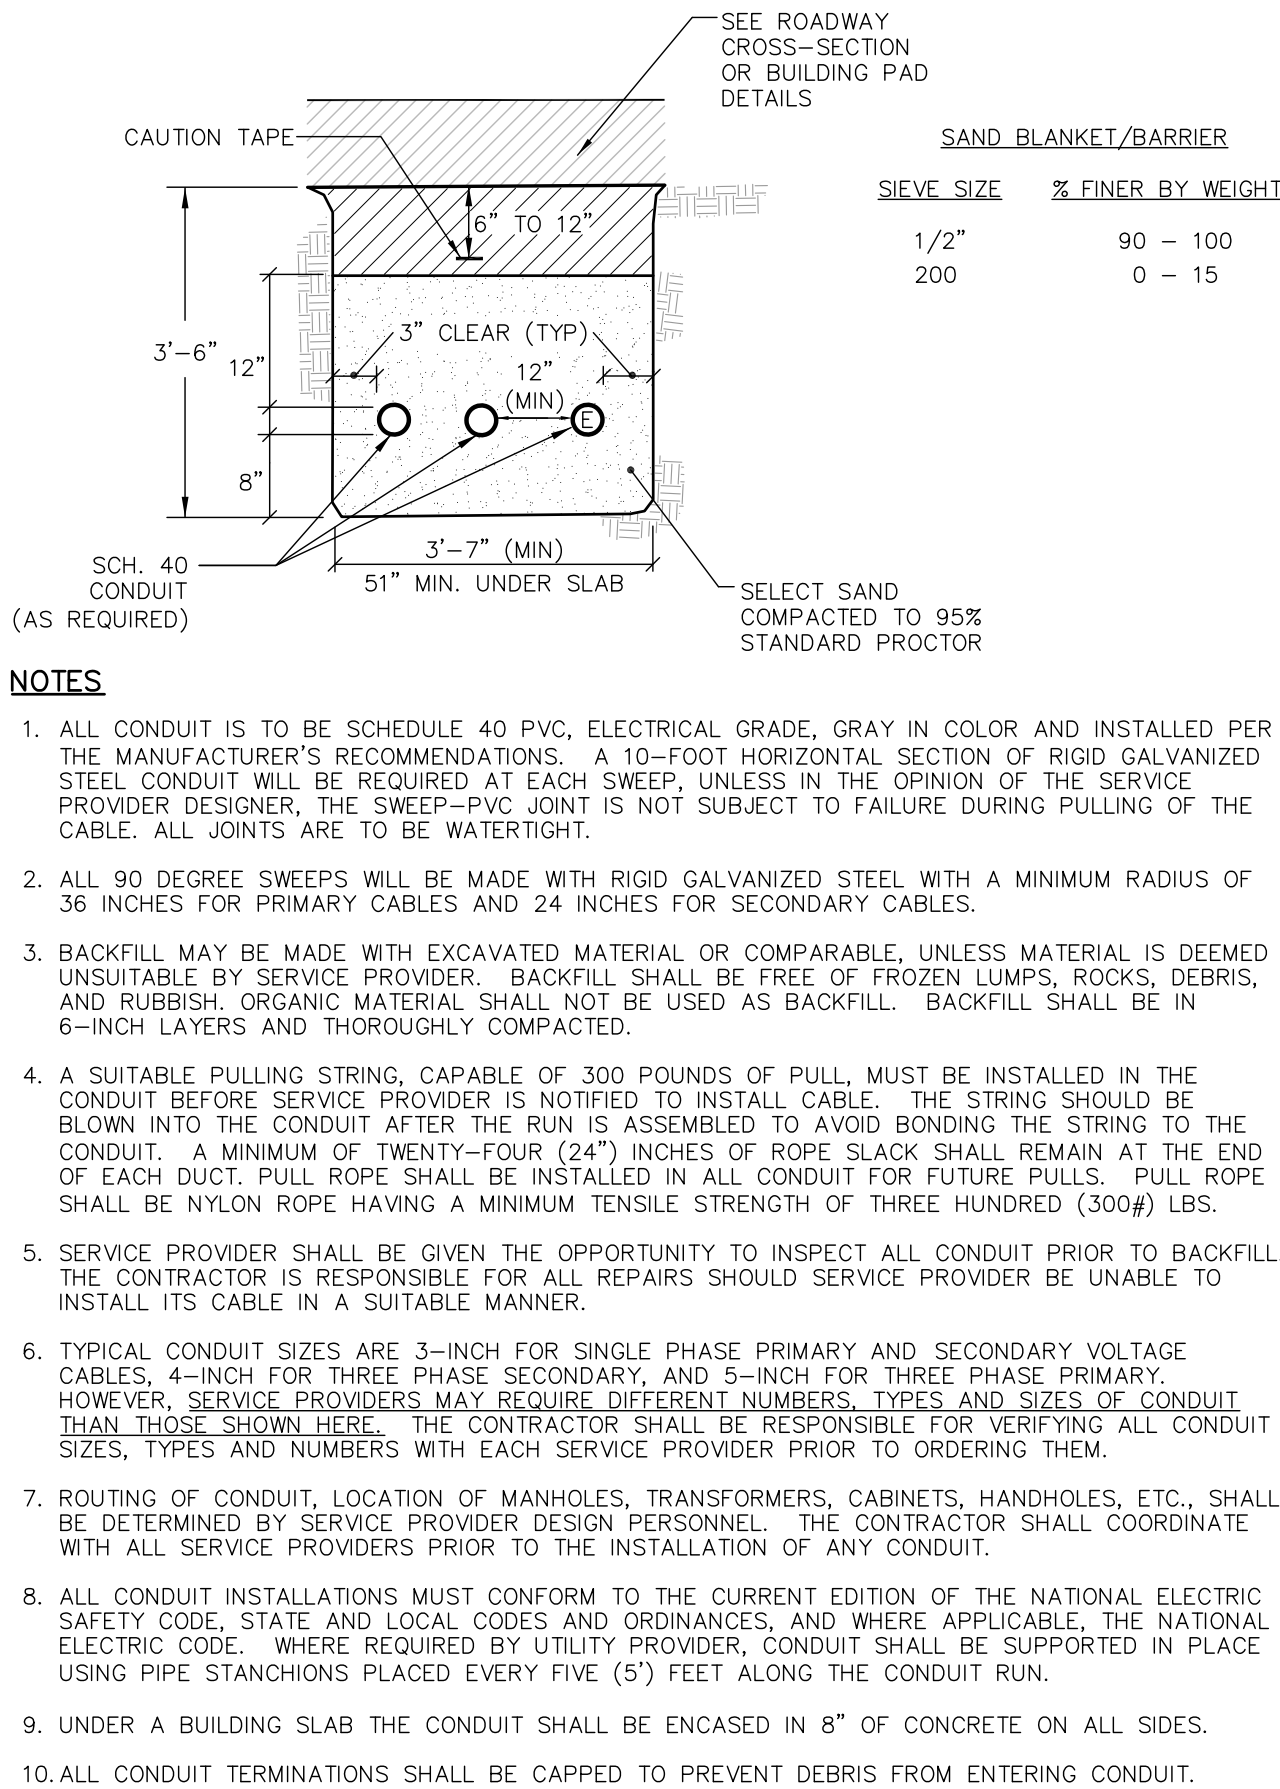 SEE ROADWAY
CROSS-SECTION
OR BUILDING PAD
DETAILS
CAUTION TAPE
SAND BLANKET/BARRIER
SIEVE SIZE % FINER BY WEIGHT
1/2" 90 - 100
200 0 - 15
6" TO 12"
3'-6"
12"
3" CLEAR (TYP)
12"
(MIN)
E
8"
SCH. 40
CONDUIT
(AS REQUIRED)
3'-7" (MIN)
51" MIN. UNDER SLAB
SELECT SAND
COMPACTED TO 95%
STANDARD PROCTOR
NOTES
1. ALL CONDUIT IS TO BE SCHEDULE 40 PVC, ELECTRICAL GRADE, GRAY IN COLOR AND INSTALLED PER
THE MANUFACTURER'S RECOMMENDATIONS. A 10-FOOT HORIZONTAL SECTION OF RIGID GALVANIZED
STEEL CONDUIT WILL BE REQUIRED AT EACH SWEEP, UNLESS IN THE OPINION OF THE SERVICE
PROVIDER DESIGNER, THE SWEEP-PVC JOINT IS NOT SUBJECT TO FAILURE DURING PULLING OF THE
CABLE. ALL JOINTS ARE TO BE WATERTIGHT.
2. ALL 90 DEGREE SWEEPS WILL BE MADE WITH RIGID GALVANIZED STEEL WITH A MINIMUM RADIUS OF
36 INCHES FOR PRIMARY CABLES AND 24 INCHES FOR SECONDARY CABLES.
3. BACKFILL MAY BE MADE WITH EXCAVATED MATERIAL OR COMPARABLE, UNLESS MATERIAL IS DEEMED
UNSUITABLE BY SERVICE PROVIDER. BACKFILL SHALL BE FREE OF FROZEN LUMPS, ROCKS, DEBRIS,
AND RUBBISH. ORGANIC MATERIAL SHALL NOT BE USED AS BACKFILL. BACKFILL SHALL BE IN
6-INCH LAYERS AND THOROUGHLY COMPACTED.
4. A SUITABLE PULLING STRING, CAPABLE OF 300 POUNDS OF PULL, MUST BE INSTALLED IN THE
CONDUIT BEFORE SERVICE PROVIDER IS NOTIFIED TO INSTALL CABLE. THE STRING SHOULD BE
BLOWN INTO THE CONDUIT AFTER THE RUN IS ASSEMBLED TO AVOID BONDING THE STRING TO THE
CONDUIT. A MINIMUM OF TWENTY-FOUR (24") INCHES OF ROPE SLACK SHALL REMAIN AT THE END
OF EACH DUCT. PULL ROPE SHALL BE INSTALLED IN ALL CONDUIT FOR FUTURE PULLS. PULL ROPE
SHALL BE NYLON ROPE HAVING A MINIMUM TENSILE STRENGTH OF THREE HUNDRED (300#) LBS.
5. SERVICE PROVIDER SHALL BE GIVEN THE OPPORTUNITY TO INSPECT ALL CONDUIT PRIOR TO BACKFILL.
THE CONTRACTOR IS RESPONSIBLE FOR ALL REPAIRS SHOULD SERVICE PROVIDER BE UNABLE TO
INSTALL ITS CABLE IN A SUITABLE MANNER.
6. TYPICAL CONDUIT SIZES ARE 3-INCH FOR SINGLE PHASE PRIMARY AND SECONDARY VOLTAGE
CABLES, 4-INCH FOR THREE PHASE SECONDARY, AND 5-INCH FOR THREE PHASE PRIMARY.
HOWEVER, SERVICE PROVIDERS MAY REQUIRE DIFFERENT NUMBERS, TYPES AND SIZES OF CONDUIT
THAN THOSE SHOWN HERE. THE CONTRACTOR SHALL BE RESPONSIBLE FOR VERIFYING ALL CONDUIT
SIZES, TYPES AND NUMBERS WITH EACH SERVICE PROVIDER PRIOR TO ORDERING THEM.
7. ROUTING OF CONDUIT, LOCATION OF MANHOLES, TRANSFORMERS, CABINETS, HANDHOLES, ETC., SHALL
BE DETERMINED BY SERVICE PROVIDER DESIGN PERSONNEL. THE CONTRACTOR SHALL COORDINATE
WITH ALL SERVICE PROVIDERS PRIOR TO THE INSTALLATION OF ANY CONDUIT.
8. ALL CONDUIT INSTALLATIONS MUST CONFORM TO THE CURRENT EDITION OF THE NATIONAL ELECTRIC
SAFETY CODE, STATE AND LOCAL CODES AND ORDINANCES, AND WHERE APPLICABLE, THE NATIONAL
ELECTRIC CODE. WHERE REQUIRED BY UTILITY PROVIDER, CONDUIT SHALL BE SUPPORTED IN PLACE
USING PIPE STANCHIONS PLACED EVERY FIVE (5') FEET ALONG THE CONDUIT RUN.
9. UNDER A BUILDING SLAB THE CONDUIT SHALL BE ENCASED IN 8" OF CONCRETE ON ALL SIDES.
10. ALL CONDUIT TERMINATIONS SHALL BE CAPPED TO PREVENT DEBRIS FROM ENTERING CONDUIT.